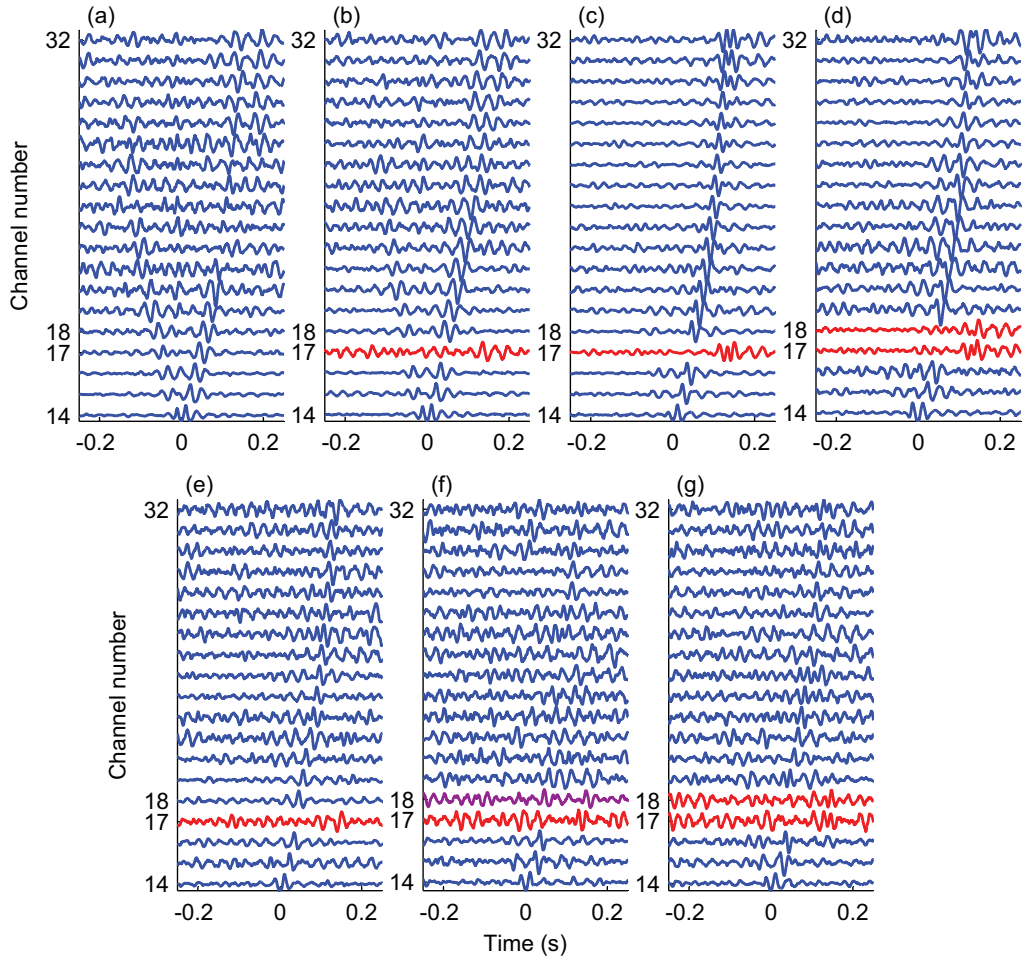 (a) (b) (c) (d)
32 32 32 32
Channel number
18 18 18 18
17 17 17 17
14 14 14 14
-0.2 0 0.2 -0.2 0 0.2 -0.2 0 0.2 -0.2 0 0.2
(e) (f) (g)
32 32 32
Channel number
18 18 18
17 17 17
14 14 14
-0.2 0 0.2 -0.2 0 0.2 -0.2 0 0.2
Time (s)